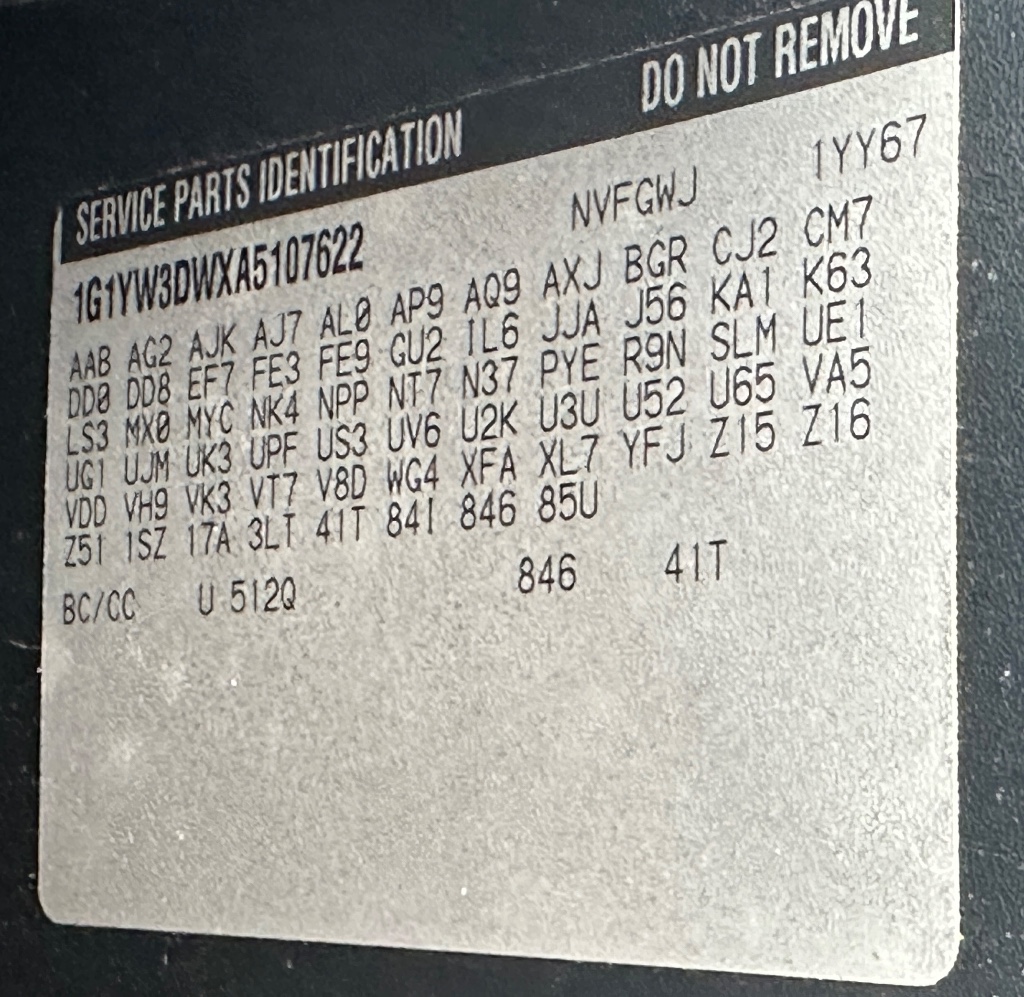 SERVICE PARTS IDENTIFICATION DO NOT REMOVE
1G1YW3DWXA5107622 NVFGWJ 1YY67
AAB AG2 AJK AJ7 AL0 AP9 AQ9 AXJ BGR CJ2 CM7
DD0 DD8 EF7 FE3 FE9 GU2 IL6 JJA J56 KA1 K63
LS3 MX0 MYC NK4 NPP NT7 N37 PYE R9N SLM UE1
UG1 UJM UK3 UPF US3 UV6 U2K U3U U52 U65 VA5
VDD VH9 VK3 VT7 V8D WG4 XFA XL7 YFJ Z15 Z16
Z51 1SZ 17A 3LT 41T 84I 846 85U
BC/CC U 512Q 846 41T